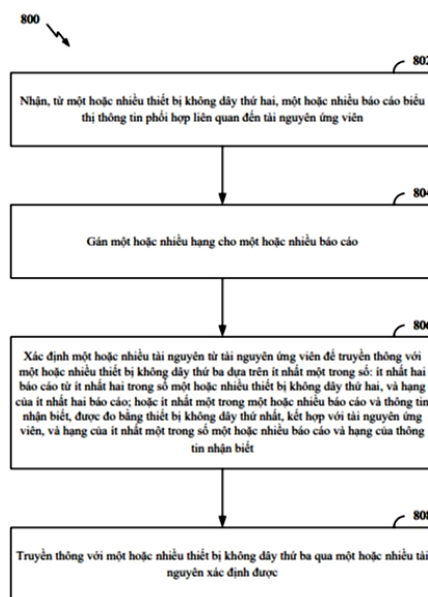 800
802
Nhận, từ một hoặc nhiều thiết bị không dây thứ hai, một hoặc nhiều báo cáo biểu
thị thông tin phối hợp liên quan đến tài nguyên ứng viên
804
Gán một hoặc nhiều hạng cho một hoặc nhiều báo cáo
806
Xác định một hoặc nhiều tài nguyên từ tài nguyên ứng viên để truyền thông với
một hoặc nhiều thiết bị không dây thứ ba dựa trên ít nhất một trong số: ít nhất hai
báo cáo từ ít nhất hai trong số một hoặc nhiều thiết bị không dây thứ hai, và hạng
của ít nhất hai báo cáo; hoặc ít nhất một trong một hoặc nhiều báo cáo và thông tin
nhận biết, được đo bằng thiết bị không dây thứ nhất, kết hợp với tài nguyên ứng
viên, và hạng của ít nhất một trong số một hoặc nhiều báo cáo và hạng của thông
tin nhận biết
808
Truyền thông với một hoặc nhiều thiết bị không dây thứ ba qua một hoặc nhiều tài
nguyên xác định được